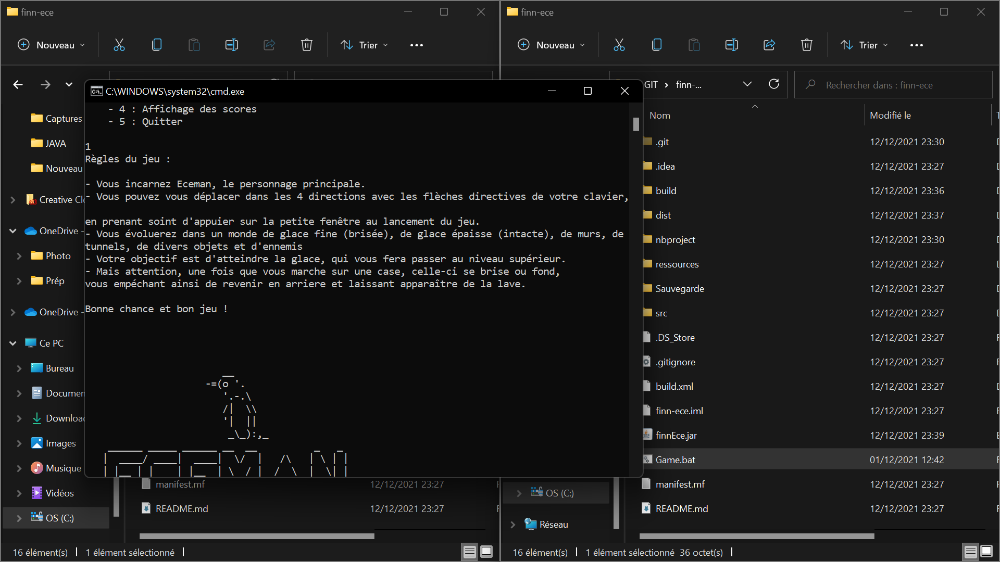 finn-ece
Nouveau
Trier
Captures
JAVA
Nouveau
Creative Clo
OneDrive -
Photo
Prép
OneDrive -
Ce PC
Bureau
Documen
Downloac
Images
Musique
Vidéos
OS (C:)
manifest.mf 12/12/2021 23:27
README.md 12/12/2021 23:27
16 élément(s)
1 élément sélectionné
C:\WINDOWS\system32\cmd.exe
- 4 : Affichage des scores
- 5 : Quitter
1
Règles du jeu :
- Vous incarnez Eceman, le personnage principale.
- Vous pouvez vous déplacer dans les 4 directions avec les flèches directives de votre clavier,
en prenant soint d'appuier sur la petite fenêtre au lancement du jeu.
- Vous évoluerez dans un monde de glace fine (brisée), de glace épaisse (intacte), de murs, de
tunnels, de divers objets et d'ennemis
- Votre objectif est d'atteindre la glace, qui vous fera passer au niveau supérieur.
- Mais attention, une fois que vous marche sur une case, celle-ci se brise ou fond,
vous empéchant ainsi de revenir en arriere et laissant apparaître de la lave.
Bonne chance et bon jeu !
ECEMAN
finn-ece
Nouveau
Trier
GIT > finn-...
Rechercher dans : finn-ece
Nom Modifié le
.git 12/12/2021 23:30
.idea 12/12/2021 23:27
build 12/12/2021 23:36
dist 12/12/2021 23:37
nbproject 12/12/2021 23:30
ressources 12/12/2021 23:27
Sauvegarde 12/12/2021 23:27
src 12/12/2021 23:27
.DS_Store 12/12/2021 23:27
.gitignore 12/12/2021 23:27
build.xml 12/12/2021 23:27
finn-ece.iml 12/12/2021 23:27
finnEce.jar 12/12/2021 23:39
Game.bat 01/12/2021 12:42
manifest.mf 12/12/2021 23:27
README.md 12/12/2021 23:27
OS (C:)
Réseau
16 élément(s)
1 élément sélectionné 36 octet(s)